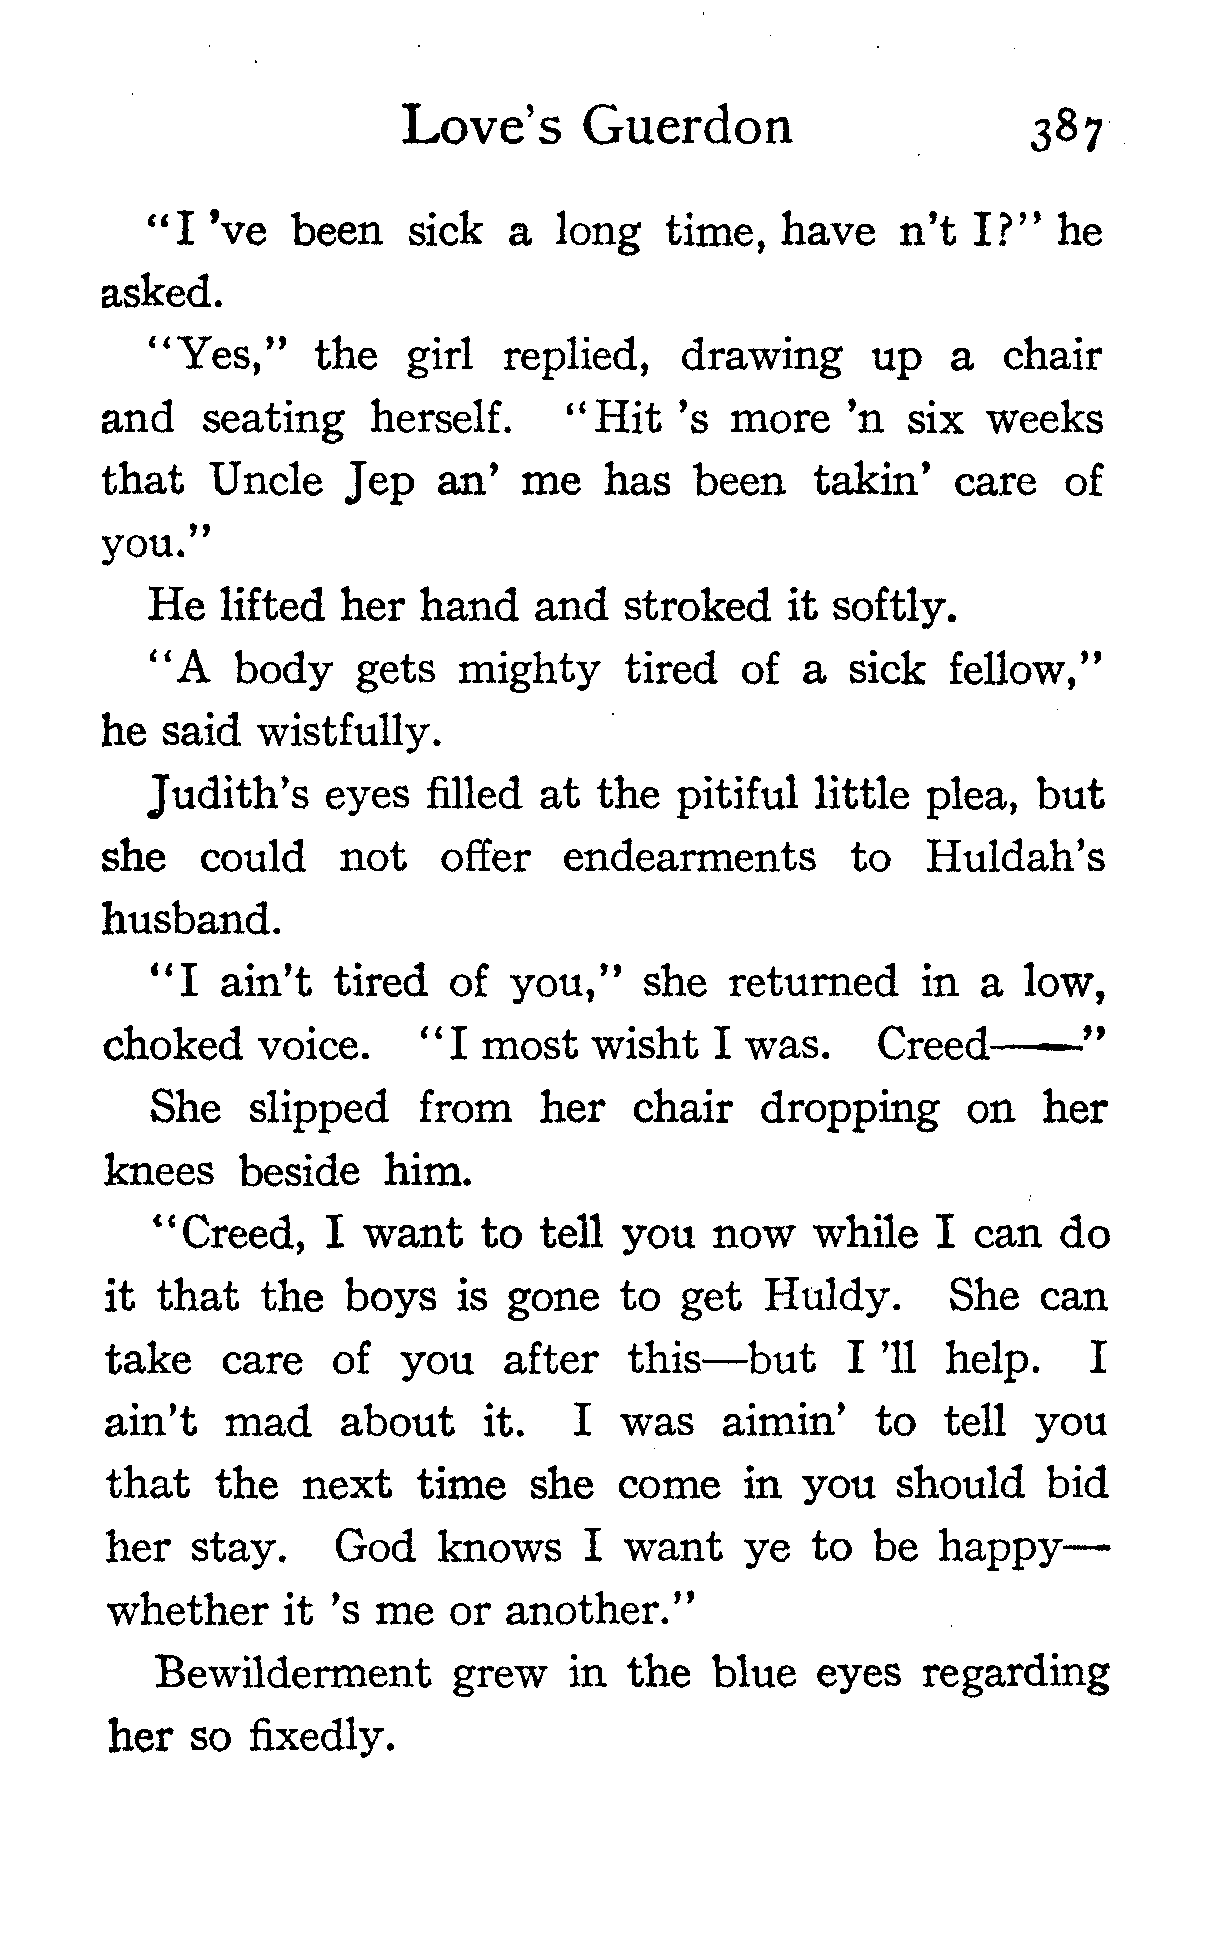 Love's Guerdon 387
"I 've been sick a long time, have n't I?" he
asked.
"Yes," the girl replied, drawing up a chair
and seating herself. "Hit 's more 'n six weeks
that Uncle Jep an' me has been takin' care of
you."
He lifted her hand and stroked it softly.
"A body gets mighty tired of a sick fellow,"
he said wistfully.
Judith's eyes filled at the pitiful little plea, but
she could not offer endearments to Huldah's
husband.
"I ain't tired of you," she returned in a low,
choked voice. "I most wisht I was. Creed——"
She slipped from her chair dropping on her
knees beside him.
"Creed, I want to tell you now while I can do
it that the boys is gone to get Huldy. She can
take care of you after this—but I 'll help. I
ain't mad about it. I was aimin' to tell you
that the next time she come in you should bid
her stay. God knows I want ye to be happy—
whether it 's me or another."
Bewilderment grew in the blue eyes regarding
her so fixedly.